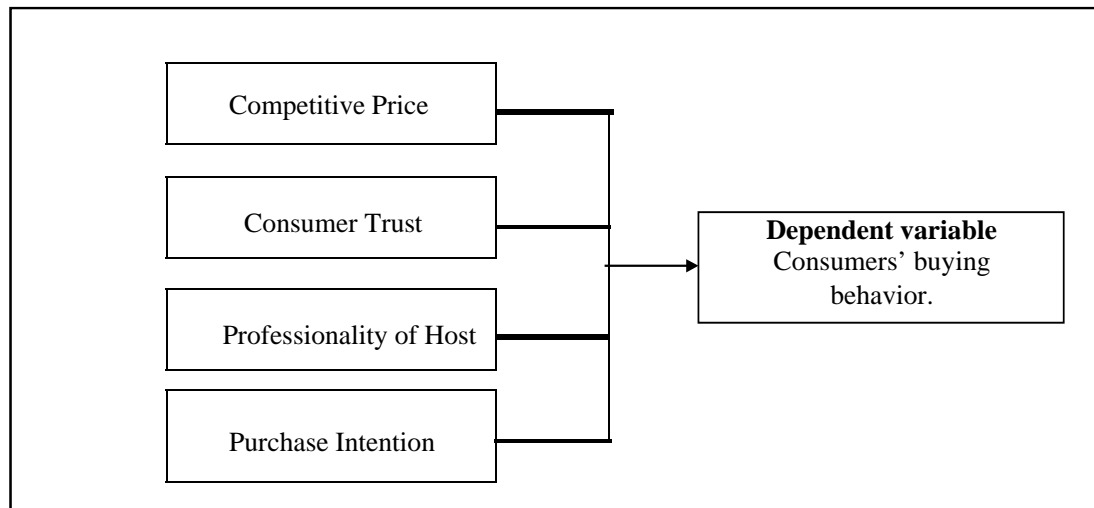 Competitive Price
Consumer Trust
Professionality of Host
Purchase Intention
Dependent variable
Consumers’ buying
behavior.